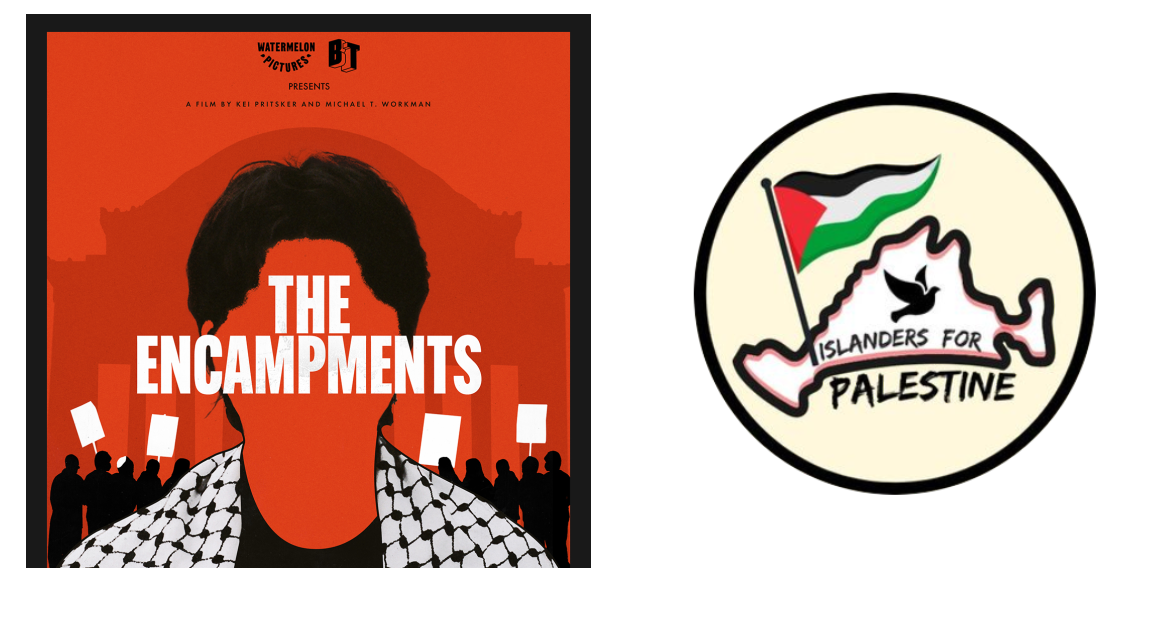 WATERMELON
PICTURES
BT
PRESENTS
A FILM BY KEI PRITSKER AND MICHAEL T. WORKMAN
THE
ENCAMPMENTS
ISLANDERS FOR
PALESTINE